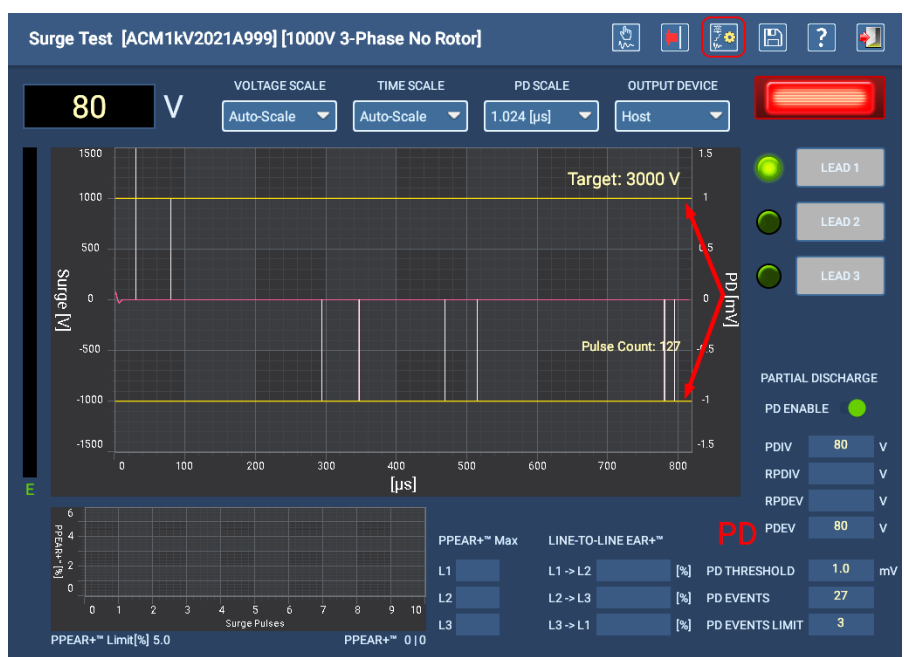 Surge Test [ACM1kV2021A999] [1000V 3-Phase No Rotor]
?
80 V
VOLTAGE SCALE TIME SCALE PD SCALE OUTPUT DEVICE
Auto-Scale Auto-Scale 1.024 [µs] Host
1500 1.5
Target: 3000 V
LEAD 1
1000 1
LEAD 2
500 0.5
LEAD 3
Surge [V]
0 0
PD [mV]
Pulse Count: 127
-500 -0.5
PARTIAL DISCHARGE
-1000 -1
PD ENABLE
-1500 -1.5
0 100 200 300 400 500 600 700 800
[µs]
E
PDIV 80 V
RPDIV V
RPDEV V
PD
PDEV 80 V
PPEAR+™[%]
6
4
2
0
0 1 2 3 4 5 6 7 8 9 10
Surge Pulses
PPEAR+™ Limit[%] 5.0 PPEAR+™ 0|0
PPEAR+™ Max LINE-TO-LINE EAR+™
L1 L1 -> L2 [%]
L2 L2 -> L3 [%]
L3 L3 -> L1 [%]
PD THRESHOLD 1.0 mV
PD EVENTS 27
PD EVENTS LIMIT 3